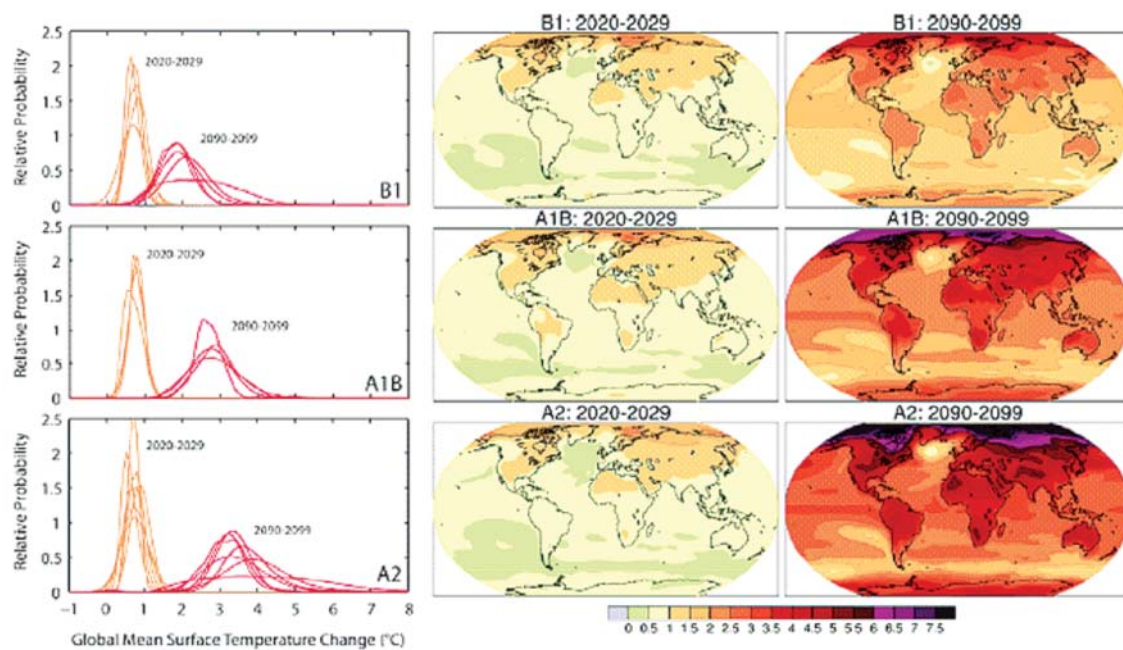 B1: 2020-2029
B1: 2090-2099
2.5
2
1.5
1
0.5
0
Relative Probability
2020-2029
2090-2099
B1
A1B: 2020-2029
A1B: 2090-2099
2.5
2
1.5
1
0.5
0
Relative Probability
2020-2029
2090-2099
A1B
A2: 2020-2029
A2: 2090-2099
2.5
2
1.5
1
0.5
0
Relative Probability
2020-2029
2090-2099
A2
-1 0 1 2 3 4 5 6 7 8
Global Mean Surface Temperature Change (°C)
0 0.5 1 1.5 2 2.5 3 3.5 4 4.5 5 5.5 6 6.5 7 7.5